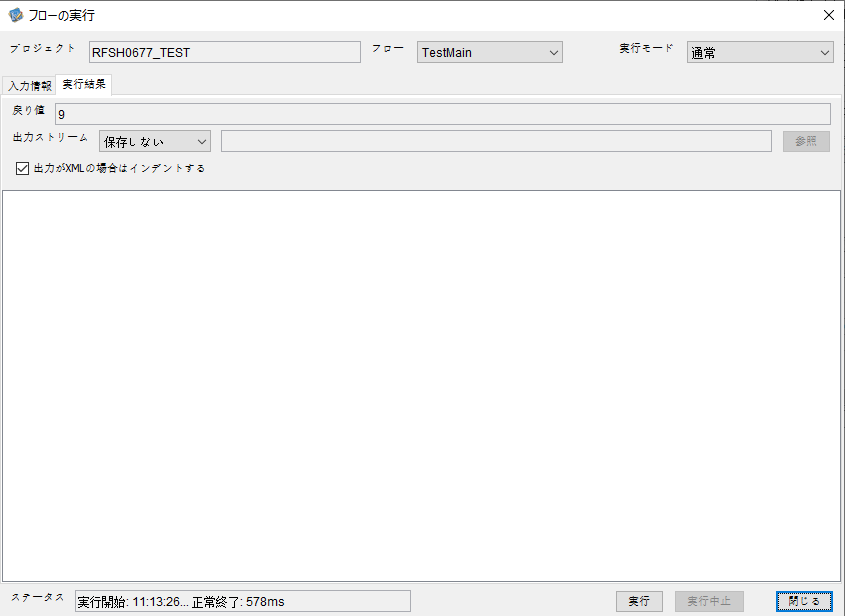 フローの実行
プロジェクト RFSH0677_TEST フロー TestMain 実行モード 通常
入力情報 実行結果
戻り値 9
出力ストリーム 保存しない 参照
出力がXMLの場合はインデントする
ステータス 実行開始: 11:13:26... 正常終了: 578ms 実行 実行中止 閉じる